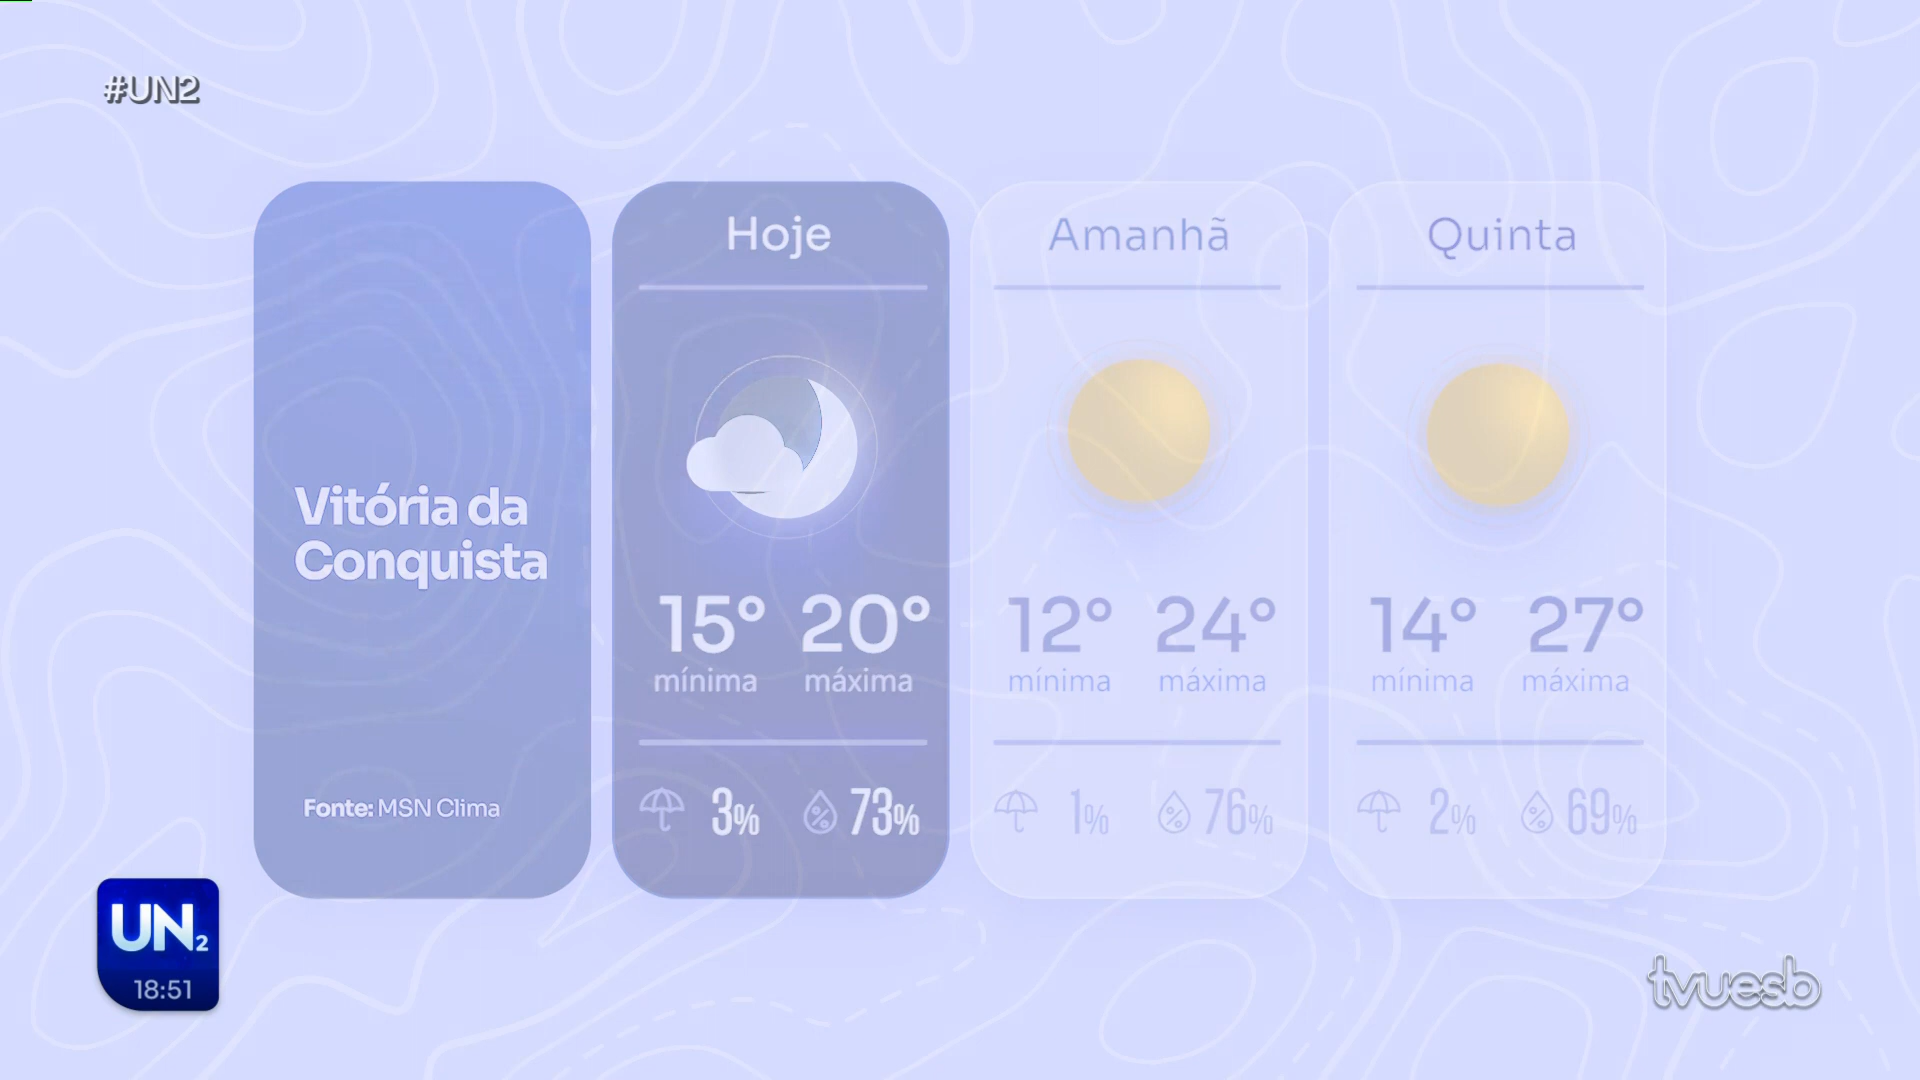 #UN2
Vitória da
Conquista
Fonte: MSN Clima
Hoje
15° 20°
mínima máxima
3% 73%
Amanhã
12° 24°
mínima máxima
1% 76%
Quinta
14° 27°
mínima máxima
2% 69%
UN2
18:51
tvuesb